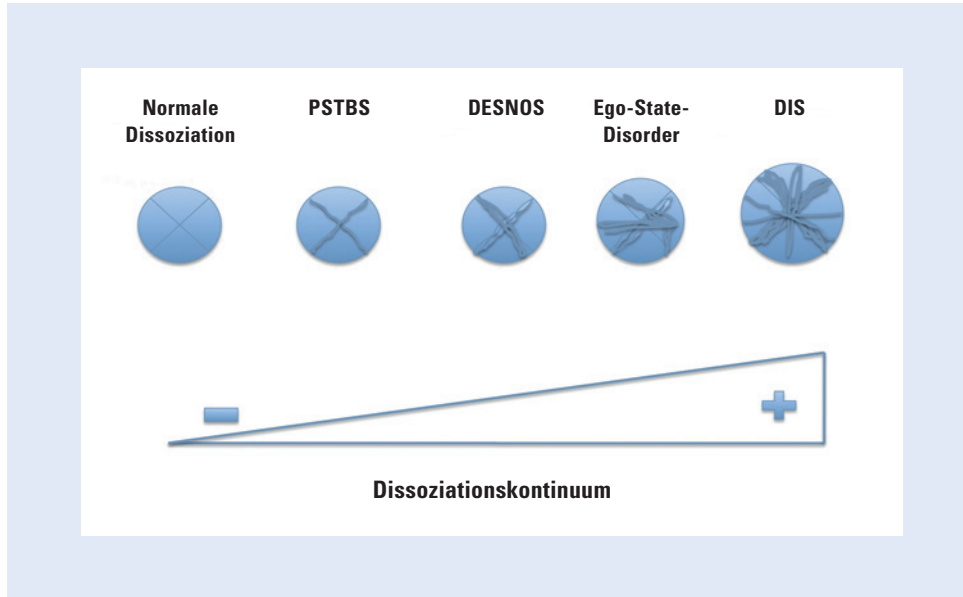 Normale
Dissoziation
PSTBS
DESNOS
Ego-State-
Disorder
DIS
Dissoziationskontinuum